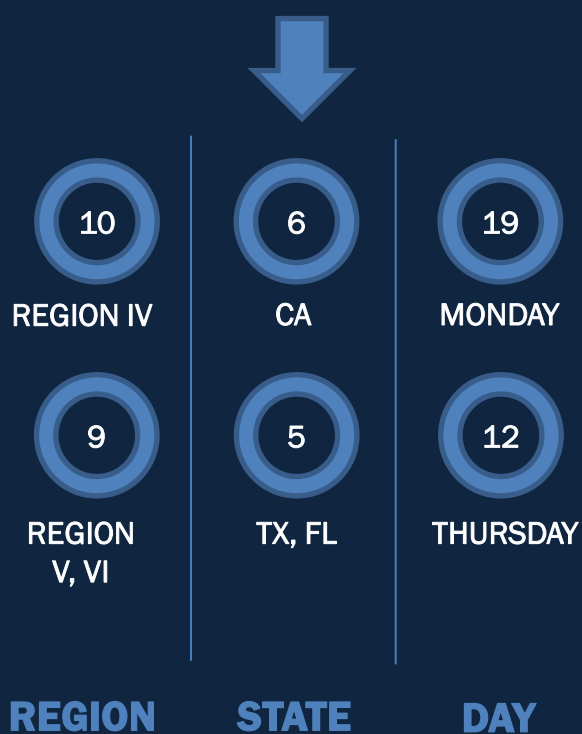 10
REGION IV
9
REGION
V, VI
REGION
6
CA
5
TX, FL
STATE
19
MONDAY
12
THURSDAY
DAY